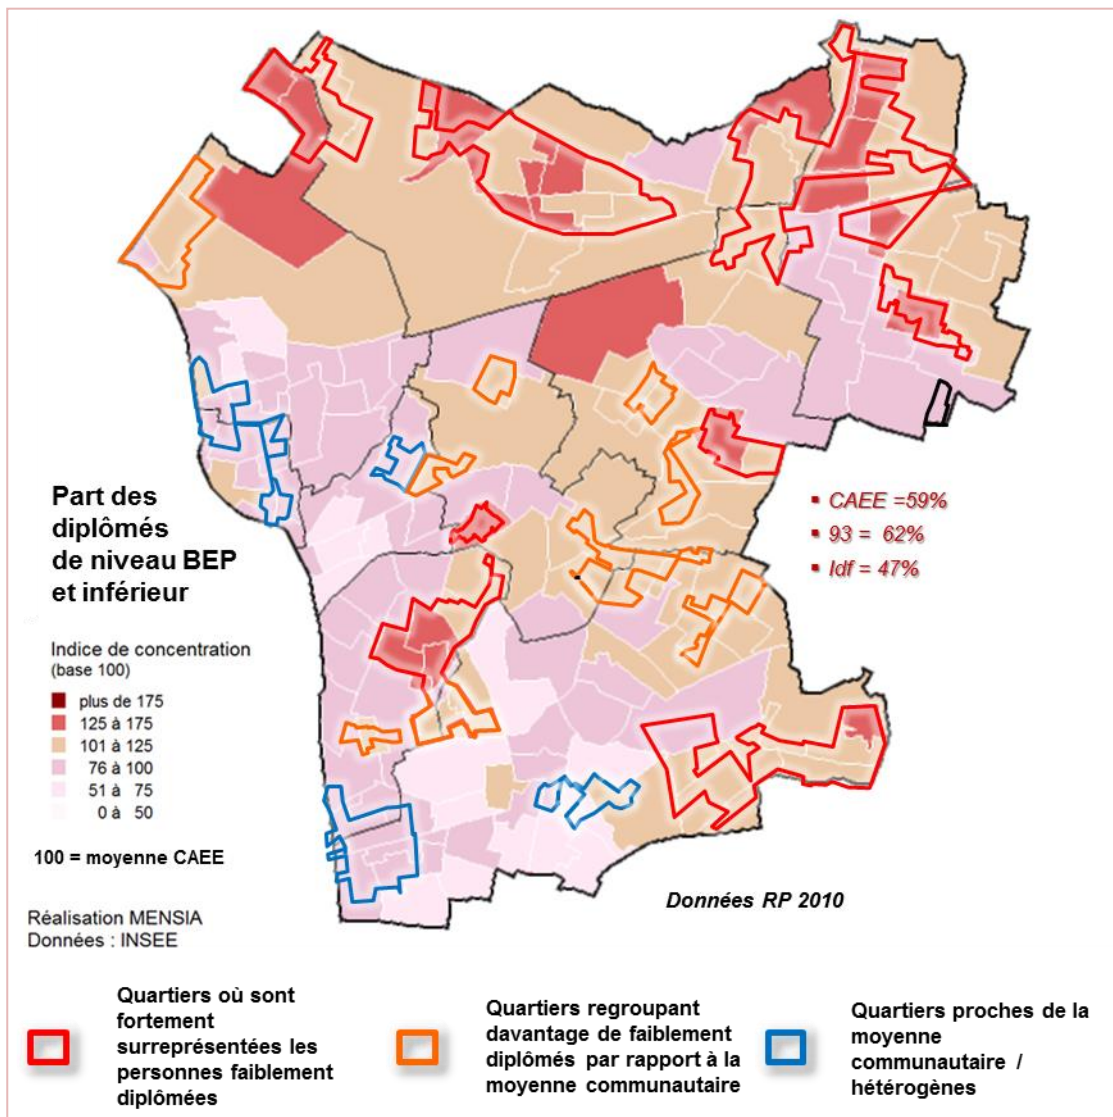 Part des
diplômés
de niveau BEP
et inférieur
▪ CAEE =59%
▪ 93 = 62%
▪ Idf = 47%
Indice de concentration
(base 100)
plus de 175
125 à 175
101 à 125
76 à 100
51 à 75
0 à 50
100 = moyenne CAEE
Données RP 2010
Réalisation MENSIA
Données : INSEE
Quartiers où sont
fortement
surreprésentées les
personnes faiblement
diplômées
Quartiers regroupant
davantage de faiblement
diplômés par rapport à la
moyenne communautaire
Quartiers proches de la
moyenne
communautaire /
hétérogènes